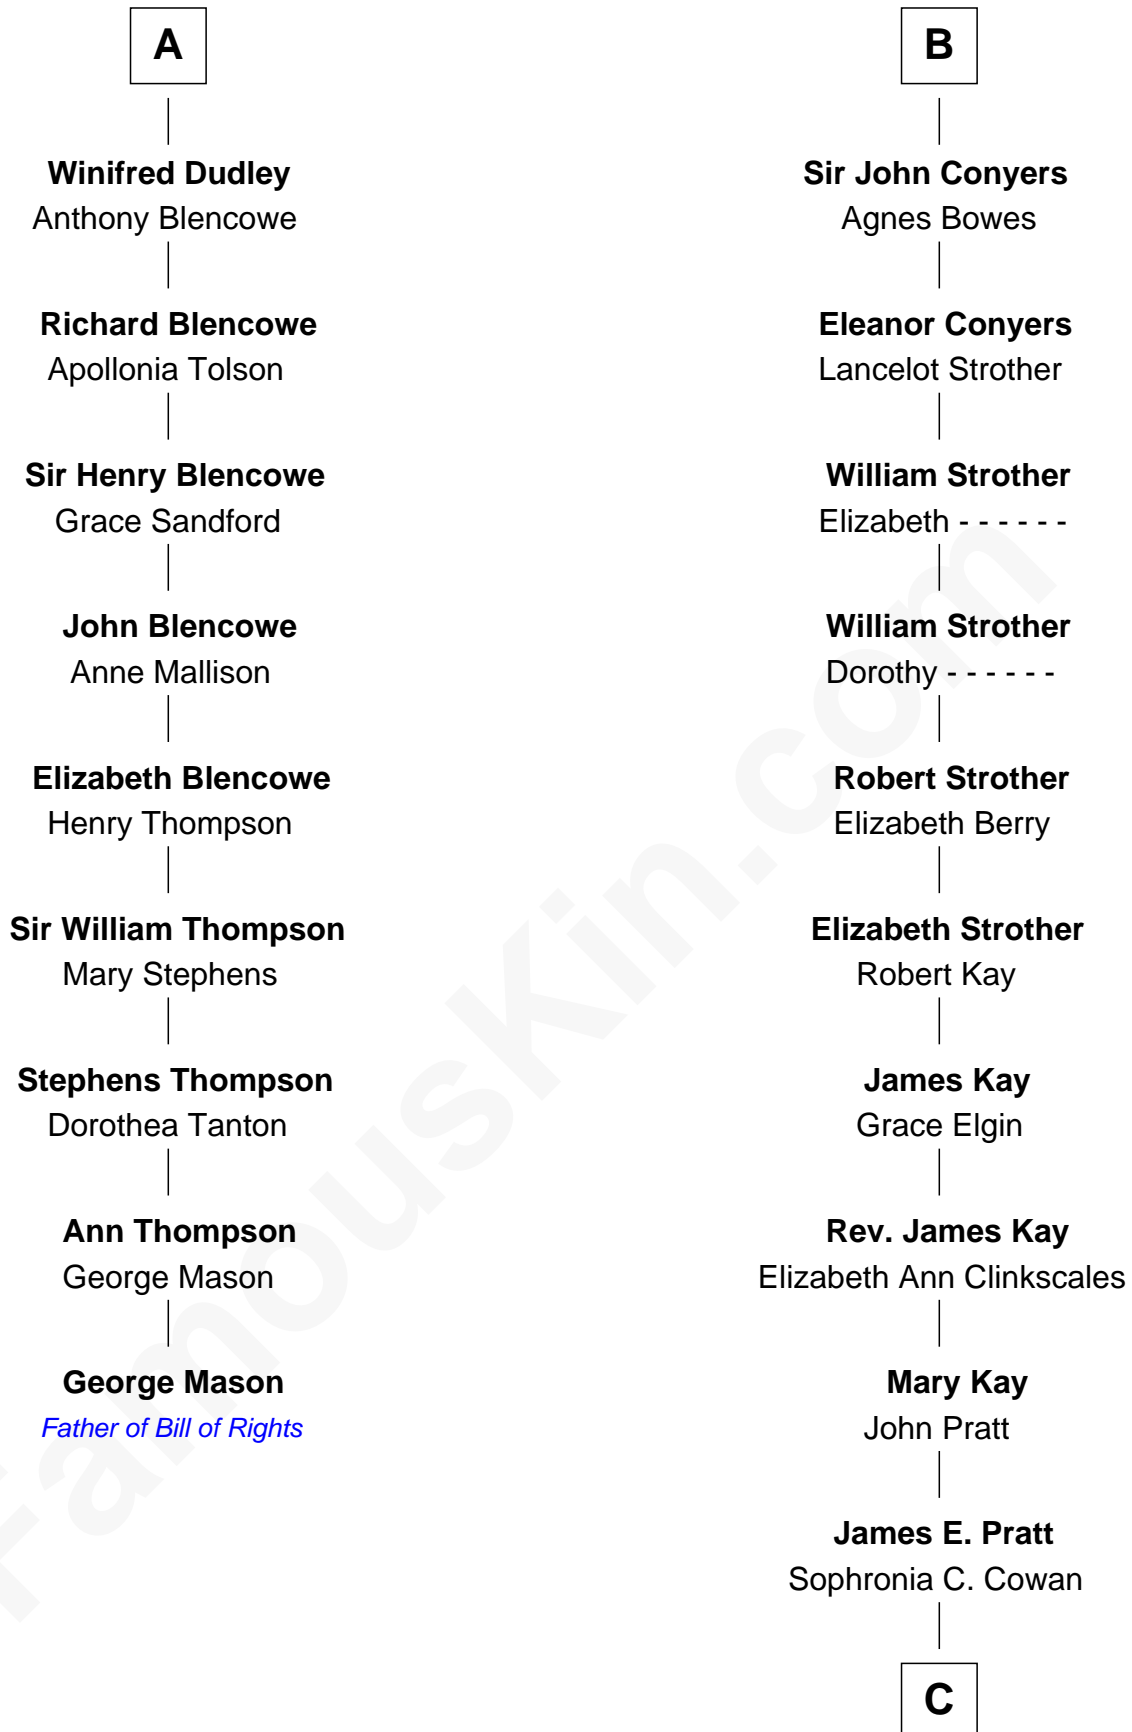 A
Winifred Dudley
Anthony Blencowe
Richard Blencowe
Apollonia Tolson
Sir Henry Blencowe
Grace Sandford
John Blencowe
Anne Mallison
Elizabeth Blencowe
Henry Thompson
Sir William Thompson
Mary Stephens
Stephens Thompson
Dorothea Tanton
Ann Thompson
George Mason
George Mason
Father of Bill of Rights
B
Sir John Conyers
Agnes Bowes
Eleanor Conyers
Lancelot Strother
William Strother
Elizabeth - - - - - -
William Strother
Dorothy - - - - - -
Robert Strother
Elizabeth Berry
Elizabeth Strother
Robert Kay
James Kay
Grace Elgin
Rev. James Kay
Elizabeth Ann Clinkscales
Mary Kay
John Pratt
James E. Pratt
Sophronia C. Cowan
C
FamousKin.com